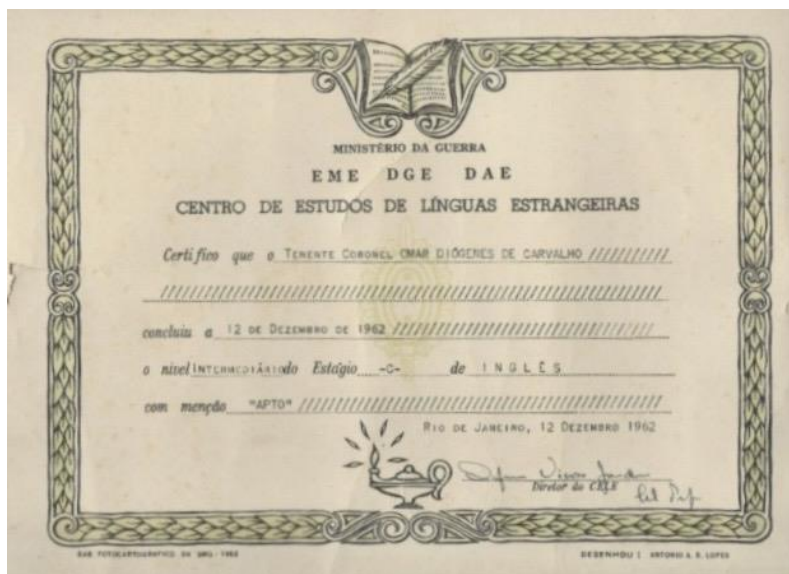 MINISTÉRIO DA GUERRA
EME DGE DAE
CENTRO DE ESTUDOS DE LÍNGUAS ESTRANGEIRAS
Certifico que o TENENTE CORONEL OMAR DIÓGENES DE CARVALHO ///////////
//////////////////////////////////////////////////////////////
concluiu a 12 DE DEZEMBRO DE 1962 ////////////////////////////////
o nível INTERMEDIÁRIO do Estágio -C- de INGLÊS
com menção "APTO" ////////////////////////////////////////////
RIO DE JANEIRO, 12 DEZEMBRO 1962
Diretor do CELE
DESENHOU : ANTONIO A. R. LOPES